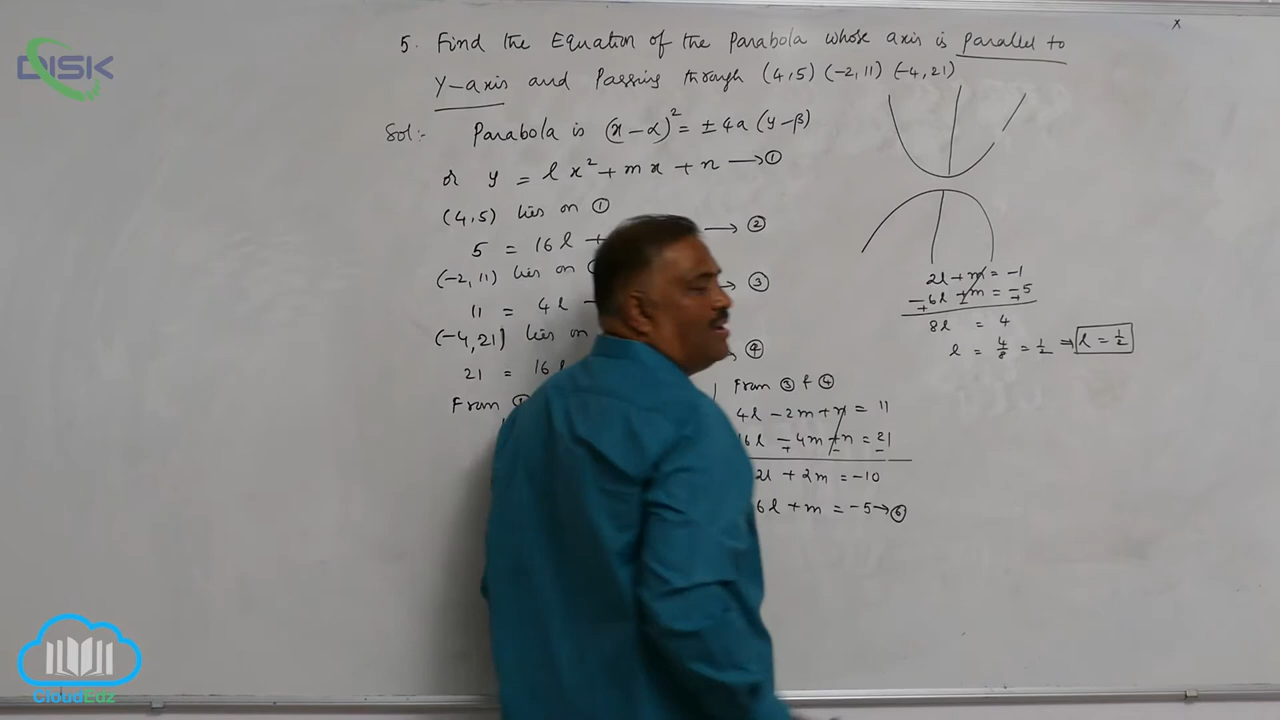 DISK
x
5. Find the Equation of the Parabola whose axis is parallel to
Y-axis and Passing through (4,5) (-2,11) (-4,21)
Sol:- Parabola is (x-α)² = ±4a (y-β)
or y = lx² + mx + n → ①
(4,5) lies on ①
5 = 16l + → ②
(-2,11) lies on
11 = 4l - → ③
(-4,21) lies on
21 = 16l → ④
From
From ③ & ④
4l - 2m + n = 11
6l - 4m + n = 21
2l + 2m = -10
6l + m = -5 → ⑥
2l + m = -1
-6l + m = -5
8l = 4
l = 4/8 = 1/2 ⇒ l = 1/2
CloudEdz